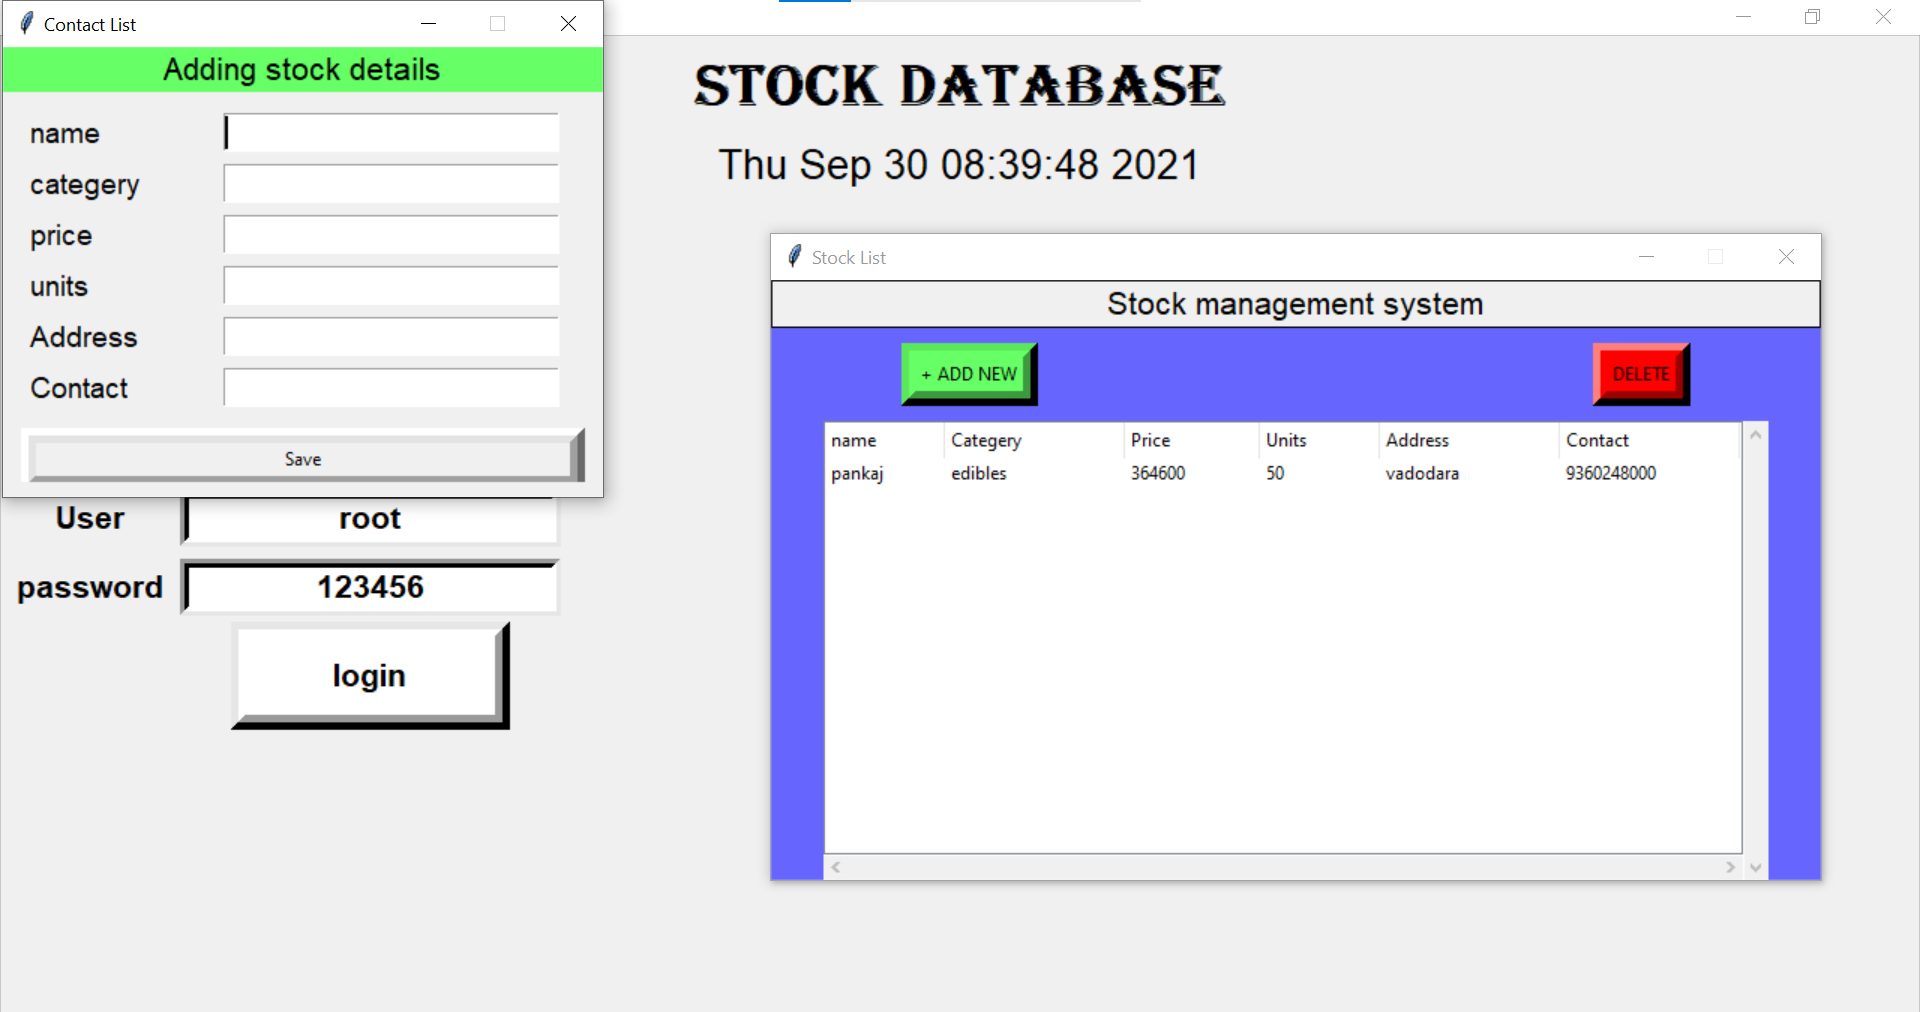 Contact List
Adding stock details
name
categery
price
units
Address
Contact
Save
User root
password 123456
login
STOCK DATABASE
Thu Sep 30 08:39:48 2021
Stock List
Stock management system
+ ADD NEW DELETE
name Categery Price Units Address Contact
pankaj edibles 364600 50 vadodara 9360248000